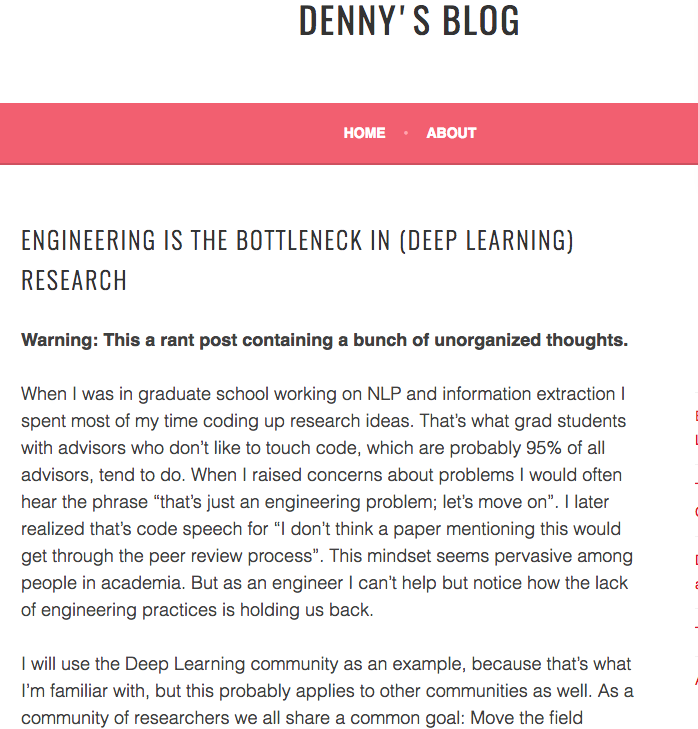 DENNY'S BLOG
HOME • ABOUT
ENGINEERING IS THE BOTTLENECK IN (DEEP LEARNING)
RESEARCH
Warning: This a rant post containing a bunch of unorganized thoughts.
When I was in graduate school working on NLP and information extraction I
spent most of my time coding up research ideas. That’s what grad students
with advisors who don’t like to touch code, which are probably 95% of all
advisors, tend to do. When I raised concerns about problems I would often
hear the phrase “that’s just an engineering problem; let’s move on”. I later
realized that’s code speech for “I don’t think a paper mentioning this would
get through the peer review process”. This mindset seems pervasive among
people in academia. But as an engineer I can’t help but notice how the lack
of engineering practices is holding us back.
I will use the Deep Learning community as an example, because that’s what
I’m familiar with, but this probably applies to other communities as well. As a
community of researchers we all share a common goal: Move the field